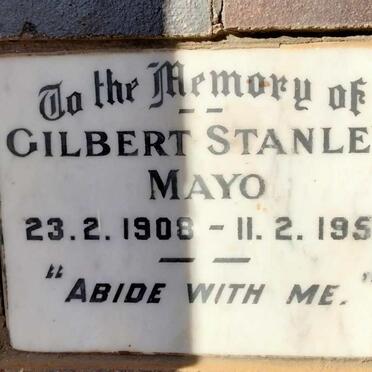 To the Memory of
GILBERT STANLE
MAYO
23.2.1908 - 11.2.195
"ABIDE WITH ME."